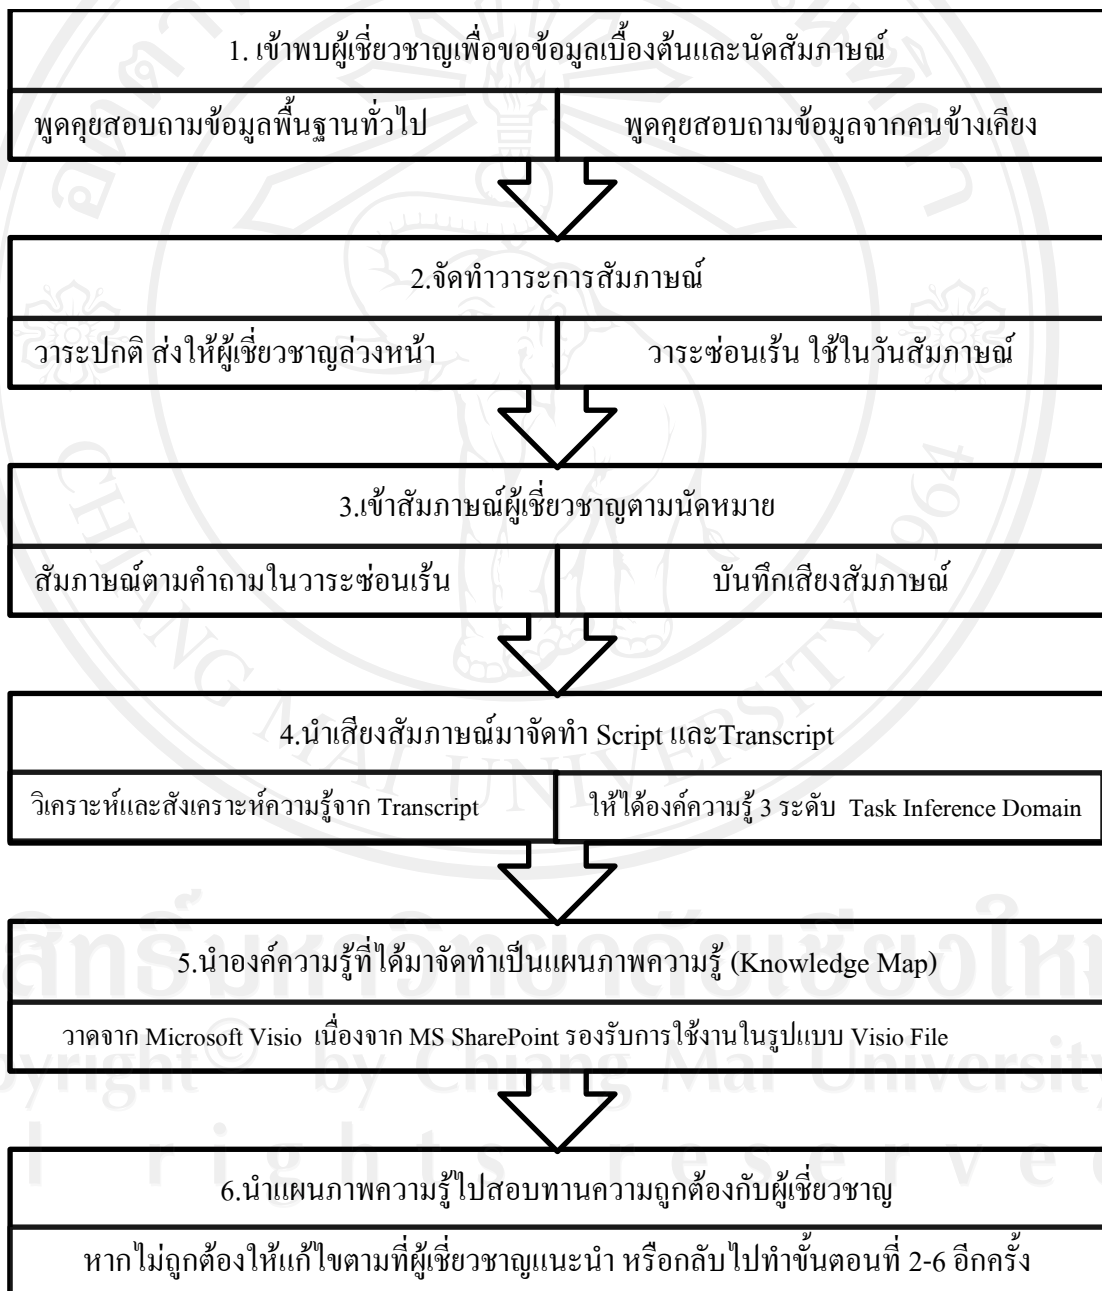 1. เข้าพบผู้เชี่ยวชาญเพื่อขอข้อมูลเบื้องต้นและนัดสัมภาษณ์
พูดคุยสอบถามข้อมูลพื้นฐานทั่วไป
พูดคุยสอบถามข้อมูลจากคนข้างเคียง
2.จัดทำวาระการสัมภาษณ์
วาระปกติ ส่งให้ผู้เชี่ยวชาญล่วงหน้า
วาระซ่อนเร้น ใช้ในวันสัมภาษณ์
3.เข้าสัมภาษณ์ผู้เชี่ยวชาญตามนัดหมาย
สัมภาษณ์ตามคำถามในวาระซ่อนเร้น
บันทึกเสียงสัมภาษณ์
4.นำเสียงสัมภาษณ์มาจัดทำ Script และTranscript
วิเคราะห์และสังเคราะห์ความรู้จาก Transcript
ให้ได้องค์ความรู้ 3 ระดับ Task Inference Domain
5.นำองค์ความรู้ที่ได้มาจัดทำเป็นแผนภาพความรู้ (Knowledge Map)
วาดจาก Microsoft Visio เนื่องจาก MS SharePoint รองรับการใช้งานในรูปแบบ Visio File
6.นำแผนภาพความรู้ไปสอบทานความถูกต้องกับผู้เชี่ยวชาญ
หากไม่ถูกต้องให้แก้ไขตามที่ผู้เชี่ยวชาญแนะนำ หรือกลับไปทำขั้นตอนที่ 2-6 อีกครั้ง
CHIANG MAI UNIVERSITY 1964
by Chiang Mai University
rights reserved